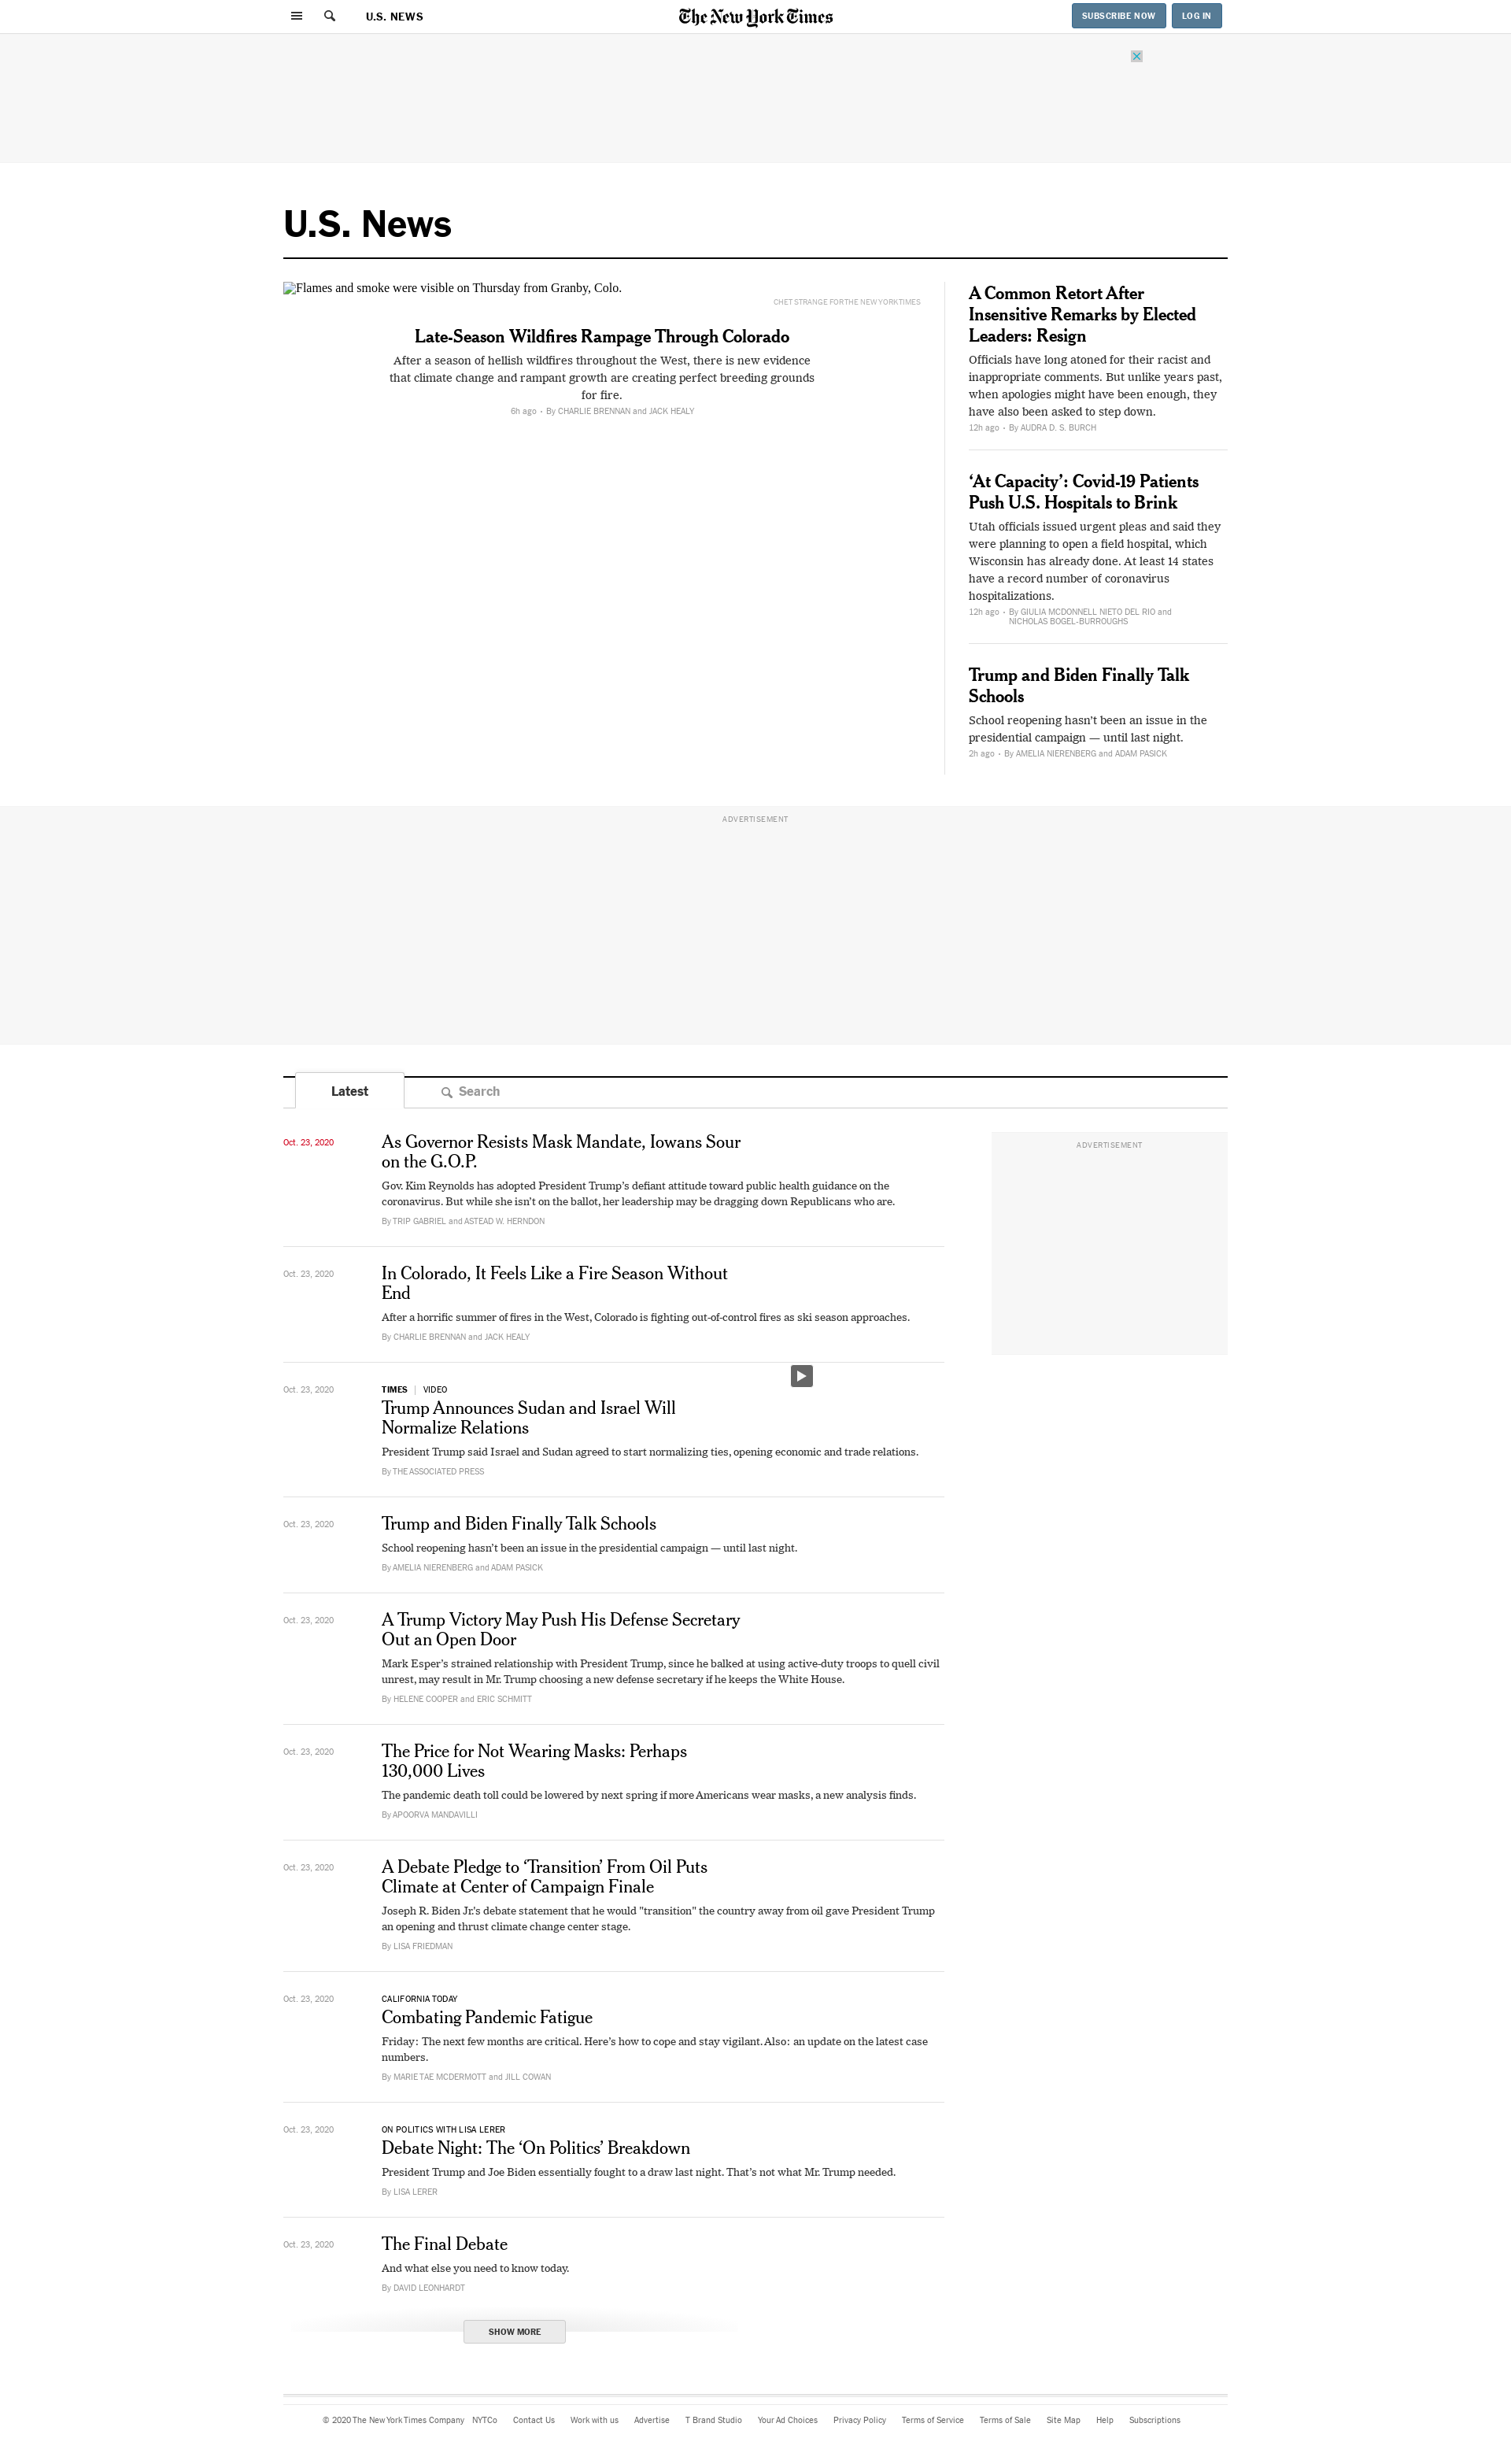 U.S. NEWS
The New York Times
SUBSCRIBE NOW
LOG IN
U.S. News
Flames and smoke were visible on Thursday from Granby, Colo.
CHET STRANGE FOR THE NEW YORK TIMES
Late-Season Wildfires Rampage Through Colorado
After a season of hellish wildfires throughout the West, there is new evidence
that climate change and rampant growth are creating perfect breeding grounds
for fire.
6h ago • By CHARLIE BRENNAN and JACK HEALY
A Common Retort After
Insensitive Remarks by Elected
Leaders: Resign
Officials have long atoned for their racist and
inappropriate comments. But unlike years past,
when apologies might have been enough, they
have also been asked to step down.
12h ago • By AUDRA D. S. BURCH
‘At Capacity’: Covid-19 Patients
Push U.S. Hospitals to Brink
Utah officials issued urgent pleas and said they
were planning to open a field hospital, which
Wisconsin has already done. At least 14 states
have a record number of coronavirus
hospitalizations.
12h ago • By GIULIA MCDONNELL NIETO DEL RIO and
NICHOLAS BOGEL-BURROUGHS
Trump and Biden Finally Talk
Schools
School reopening hasn’t been an issue in the
presidential campaign — until last night.
2h ago • By AMELIA NIERENBERG and ADAM PASICK
ADVERTISEMENT
Latest
Search
Oct. 23, 2020
As Governor Resists Mask Mandate, Iowans Sour
on the G.O.P.
Gov. Kim Reynolds has adopted President Trump’s defiant attitude toward public health guidance on the
coronavirus. But while she isn’t on the ballot, her leadership may be dragging down Republicans who are.
By TRIP GABRIEL and ASTEAD W. HERNDON
ADVERTISEMENT
Oct. 23, 2020
In Colorado, It Feels Like a Fire Season Without
End
After a horrific summer of fires in the West, Colorado is fighting out-of-control fires as ski season approaches.
By CHARLIE BRENNAN and JACK HEALY
Oct. 23, 2020
TIMES | VIDEO
Trump Announces Sudan and Israel Will
Normalize Relations
President Trump said Israel and Sudan agreed to start normalizing ties, opening economic and trade relations.
By THE ASSOCIATED PRESS
Oct. 23, 2020
Trump and Biden Finally Talk Schools
School reopening hasn’t been an issue in the presidential campaign — until last night.
By AMELIA NIERENBERG and ADAM PASICK
Oct. 23, 2020
A Trump Victory May Push His Defense Secretary
Out an Open Door
Mark Esper’s strained relationship with President Trump, since he balked at using active-duty troops to quell civil
unrest, may result in Mr. Trump choosing a new defense secretary if he keeps the White House.
By HELENE COOPER and ERIC SCHMITT
Oct. 23, 2020
The Price for Not Wearing Masks: Perhaps
130,000 Lives
The pandemic death toll could be lowered by next spring if more Americans wear masks, a new analysis finds.
By APOORVA MANDAVILLI
Oct. 23, 2020
A Debate Pledge to ‘Transition’ From Oil Puts
Climate at Center of Campaign Finale
Joseph R. Biden Jr.'s debate statement that he would "transition" the country away from oil gave President Trump
an opening and thrust climate change center stage.
By LISA FRIEDMAN
Oct. 23, 2020
CALIFORNIA TODAY
Combating Pandemic Fatigue
Friday: The next few months are critical. Here’s how to cope and stay vigilant. Also: an update on the latest case
numbers.
By MARIE TAE MCDERMOTT and JILL COWAN
Oct. 23, 2020
ON POLITICS WITH LISA LERER
Debate Night: The ‘On Politics’ Breakdown
President Trump and Joe Biden essentially fought to a draw last night. That’s not what Mr. Trump needed.
By LISA LERER
Oct. 23, 2020
The Final Debate
And what else you need to know today.
By DAVID LEONHARDT
SHOW MORE
© 2020 The New York Times Company NYTCo Contact Us Work with us Advertise T Brand Studio Your Ad Choices Privacy Policy Terms of Service Terms of Sale Site Map Help Subscriptions